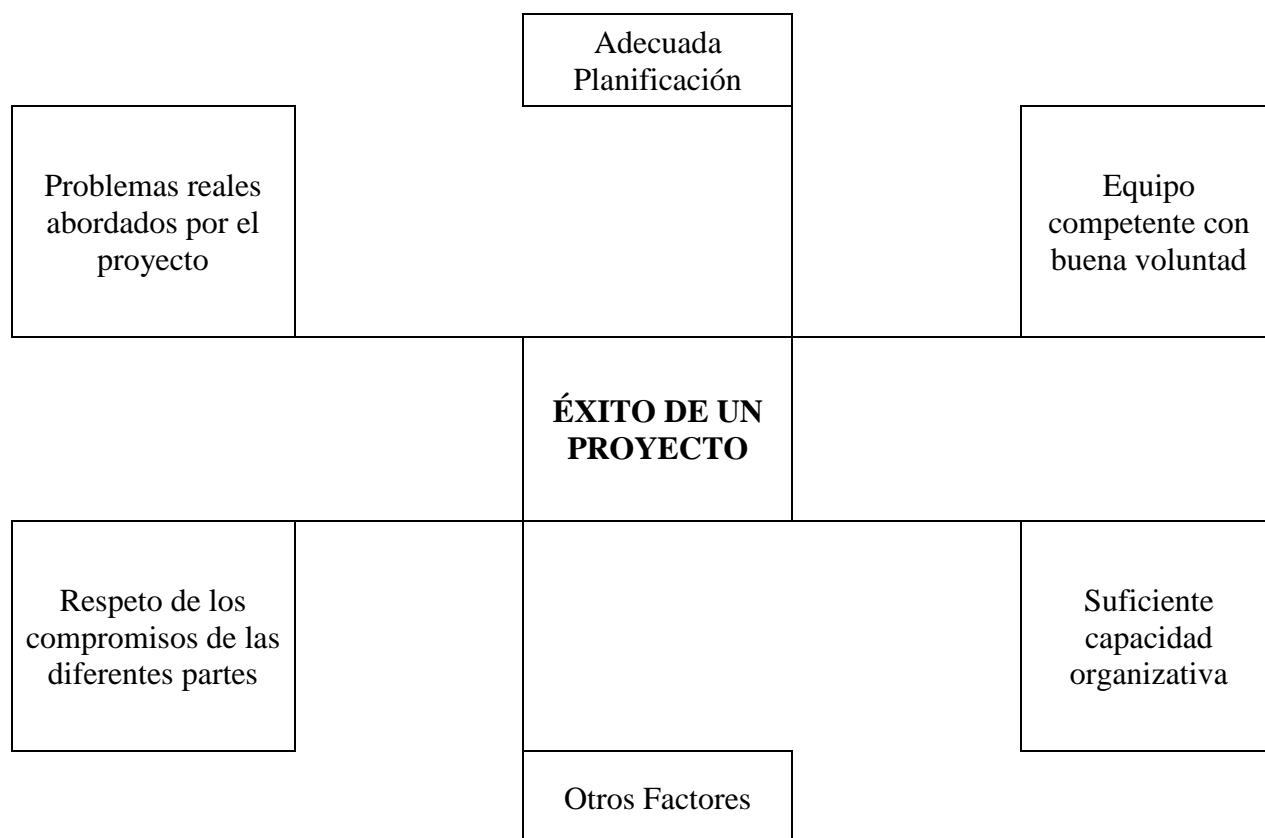 Adecuada
Planificación
Problemas reales
abordados por el
proyecto
Equipo
competente con
buena voluntad
ÉXITO DE UN
PROYECTO
Respeto de los
compromisos de las
diferentes partes
Suficiente
capacidad
organizativa
Otros Factores